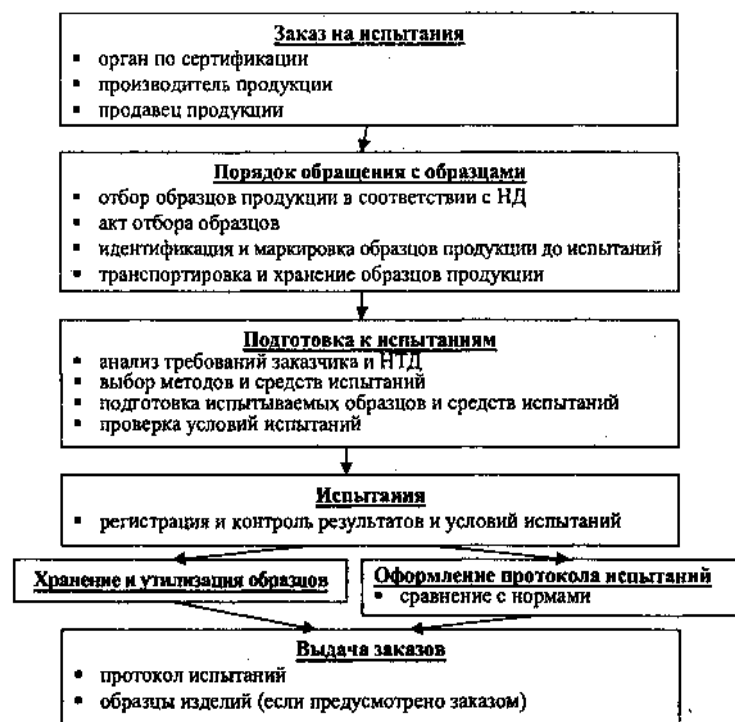 Заказ на испытания
▪ орган по сертификации
▪ производитель продукции
▪ продавец продукции
Порядок обращения с образцами
▪ отбор образцов продукции в соответствии с НД
▪ акт отбора образцов
▪ идентификация и маркировка образцов продукции до испытаний
▪ транспортировка и хранение образцов продукции
Подготовка к испытаниям
▪ анализ требований заказчика и НТД
▪ выбор методов и средств испытаний
▪ подготовка испытываемых образцов и средств испытаний
▪ проверка условий испытаний
Испытания
▪ регистрация и контроль результатов и условий испытаний
Хранение и утилизация образцов
Оформление протокола испытаний
• сравнение с нормами
Выдача заказов
• протокол испытаний
• образцы изделий (если предусмотрено заказом)